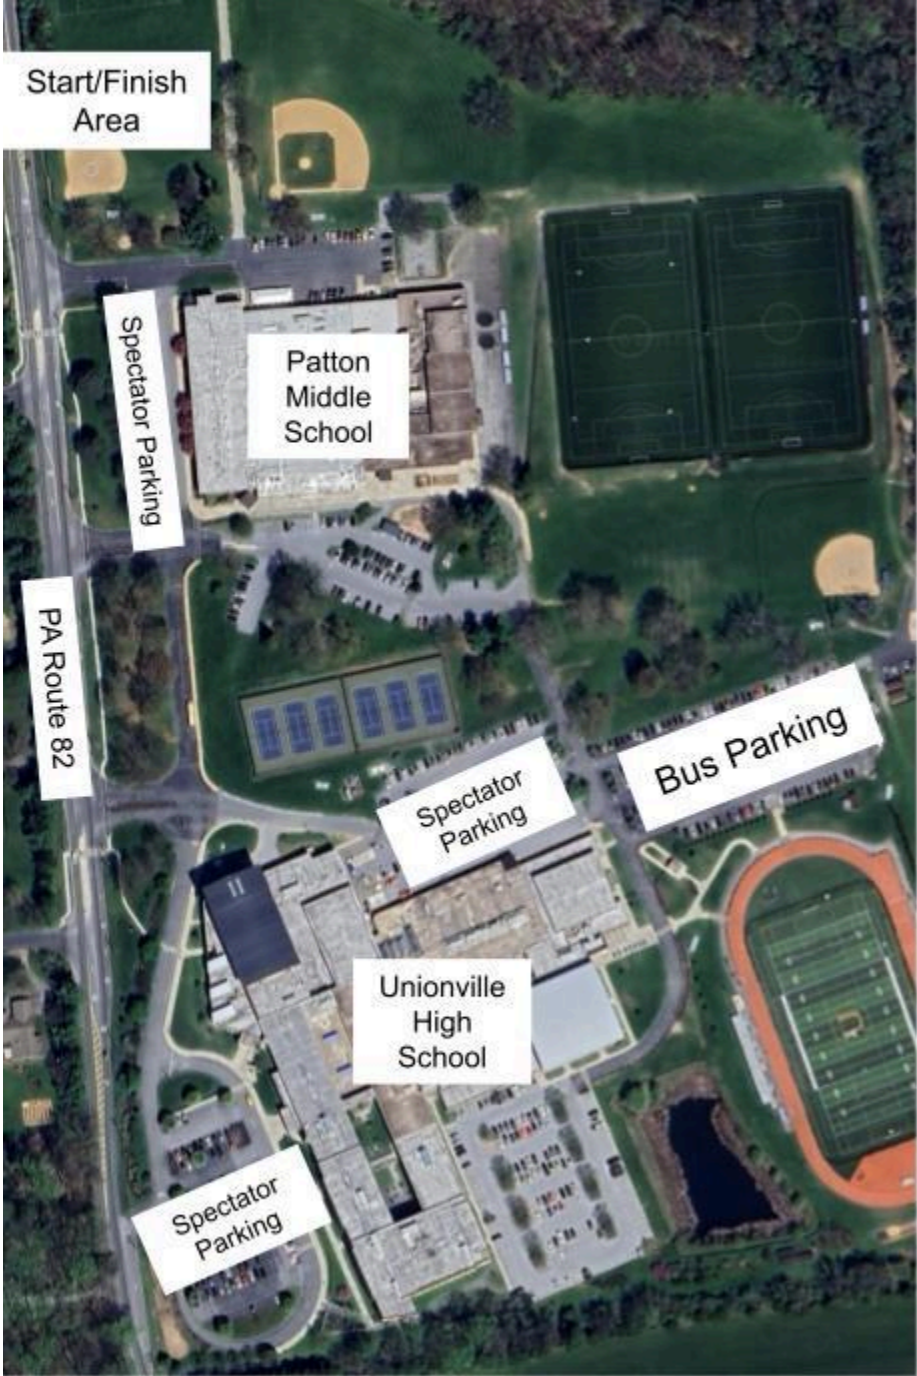 Start/Finish
Area
Spectator Parking
Patton
Middle
School
PA Route 82
Spectator
Parking
Bus Parking
Unionville
High
School
Spectator
Parking